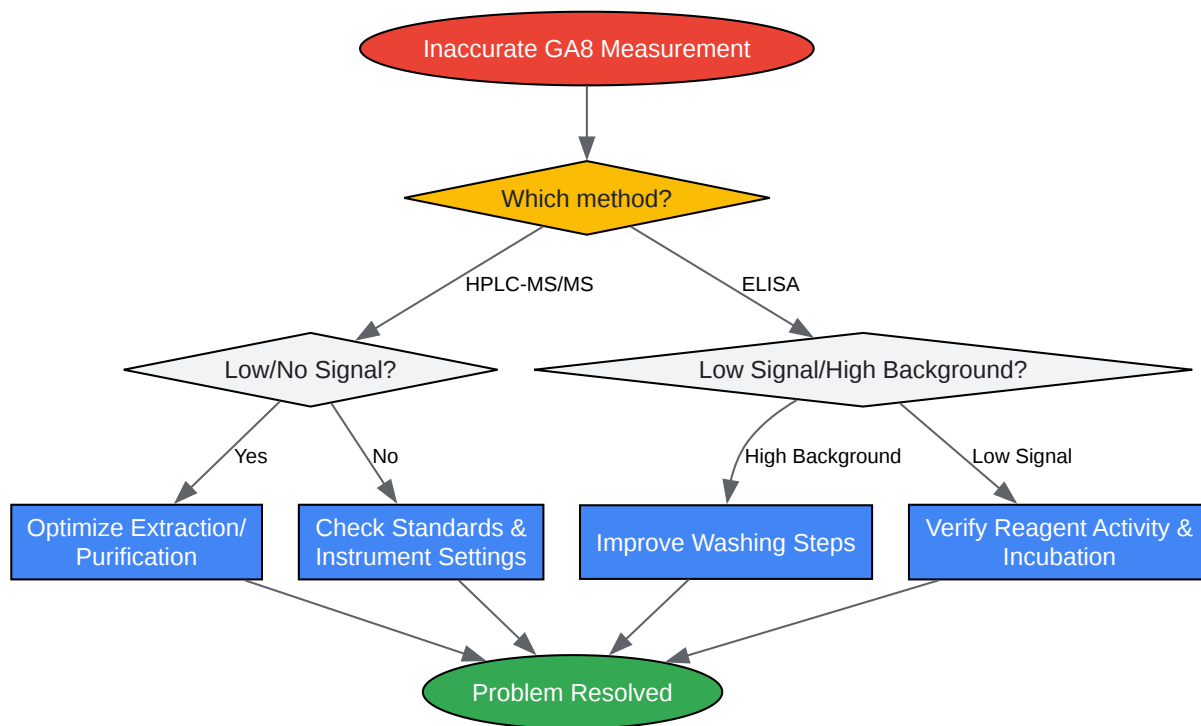 Inaccurate GA8 Measurement
Which method?
HPLC-MS/MS
ELISA
Low/No Signal?
Low Signal/High Background?
Yes
No
High Background
Low Signal
Optimize Extraction/
Purification
Check Standards &
Instrument Settings
Improve Washing Steps
Verify Reagent Activity &
Incubation
Problem Resolved